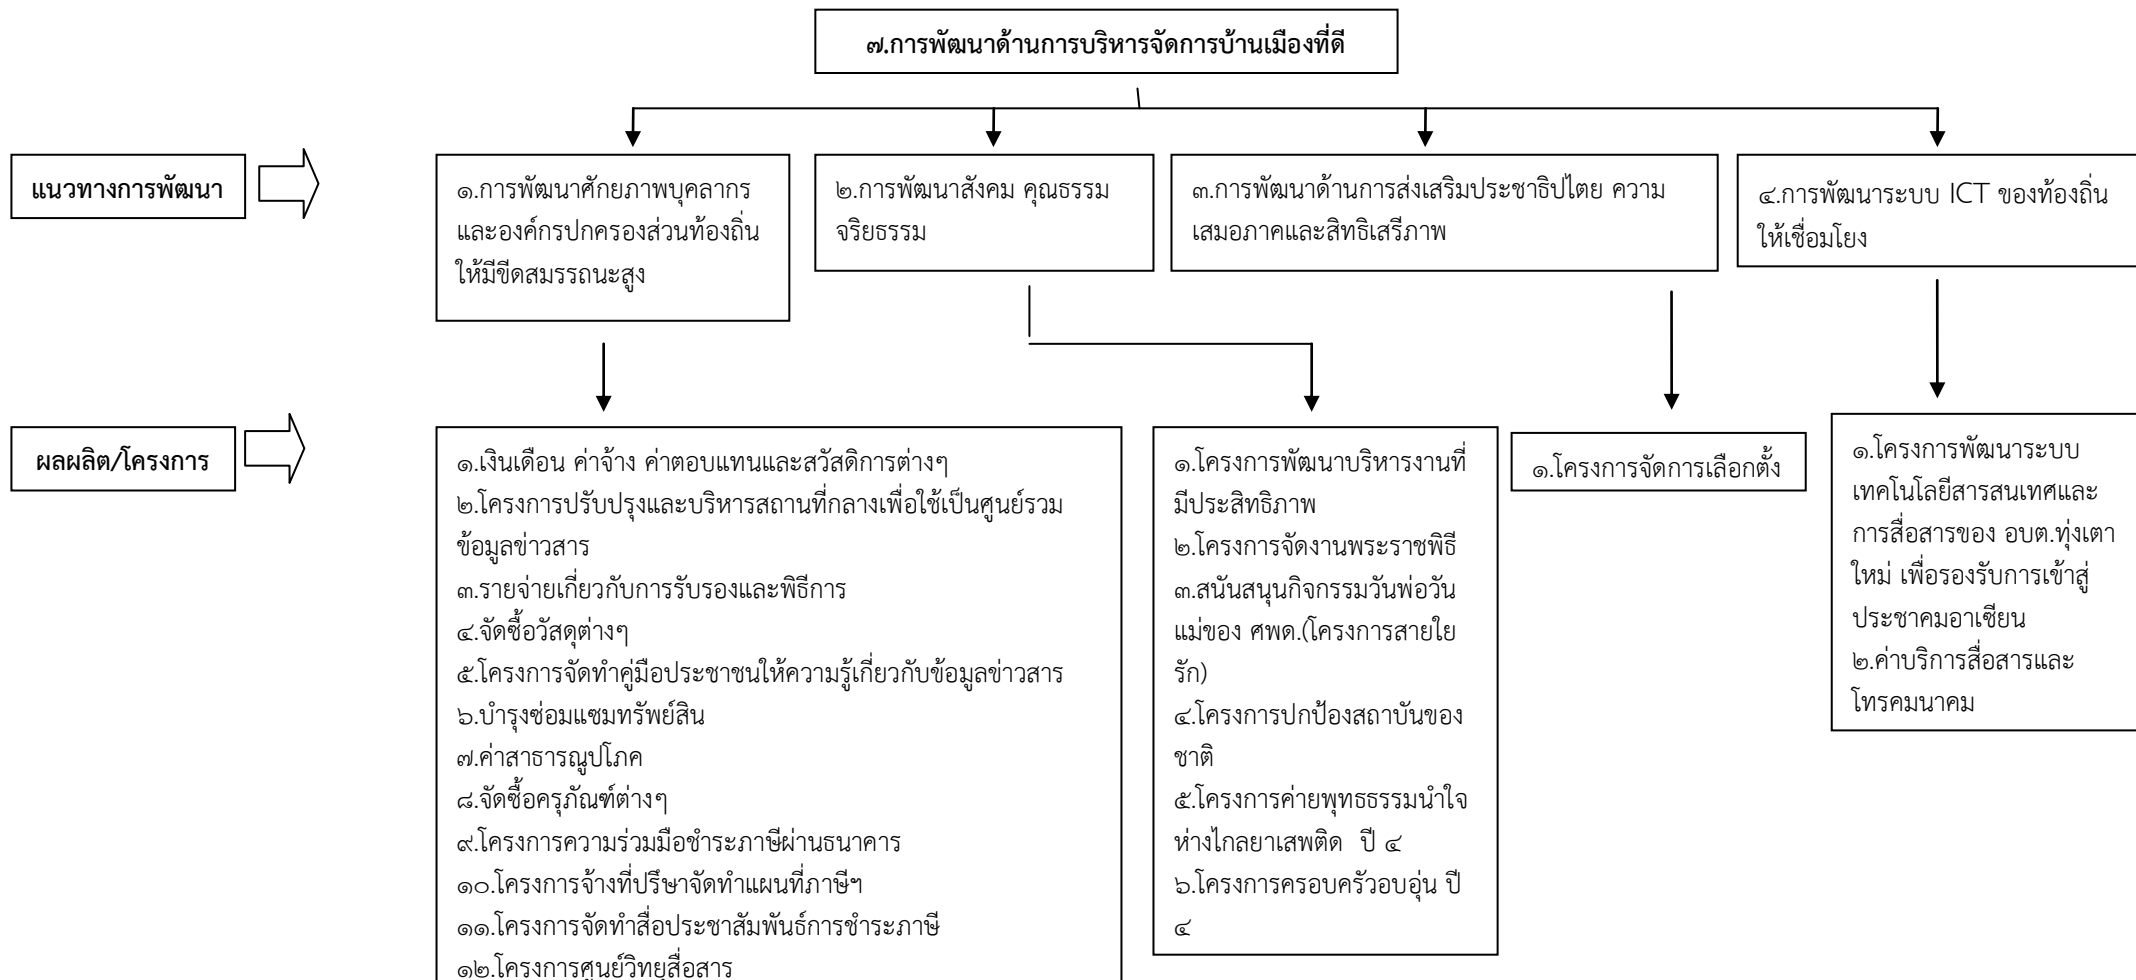 ๗.การพัฒนาด้านการบริหารจัดการบ้านเมืองที่ดี
แนวทางการพัฒนา
๑.การพัฒนาศักยภาพบุคลากร
และองค์กรปกครองส่วนท้องถิ่น
ให้มีขีดสมรรถนะสูง
๒.การพัฒนาสังคม คุณธรรม
จริยธรรม
๓.การพัฒนาด้านการส่งเสริมประชาธิปไตย ความ
เสมอภาคและสิทธิเสรีภาพ
๔.การพัฒนาระบบ ICT ของท้องถิ่น
ให้เชื่อมโยง
ผลผลิต/โครงการ
๑.เงินเดือน ค่าจ้าง ค่าตอบแทนและสวัสดิการต่างๆ
๒.โครงการปรับปรุงและบริหารสถานที่กลางเพื่อใช้เป็นศูนย์รวม
ข้อมูลข่าวสาร
๓.รายจ่ายเกี่ยวกับการรับรองและพิธีการ
๔.จัดซื้อวัสดุต่างๆ
๕.โครงการจัดทำคู่มือประชาชนให้ความรู้เกี่ยวกับข้อมูลข่าวสาร
๖.บำรุงซ่อมแซมทรัพย์สิน
๗.ค่าสาธารณูปโภค
๘.จัดซื้อครุภัณฑ์ต่างๆ
๙.โครงการความร่วมมือชำระภาษีผ่านธนาคาร
๑๐.โครงการจ้างที่ปรึษาจัดทำแผนที่ภาษีฯ
๑๑.โครงการจัดทำสื่อประชาสัมพันธ์การชำระภาษี
๑๒.โครงการศูนย์วิทยุสื่อสาร
๑.โครงการพัฒนาบริหารงานที่
มีประสิทธิภาพ
๒.โครงการจัดงานพระราชพิธี
๓.สนันสนุนกิจกรรมวันพ่อวัน
แม่ของ ศพด.(โครงการสายใย
รัก)
๔.โครงการปกป้องสถาบันของ
ชาติ
๕.โครงการค่ายพุทธธรรมนำใจ
ห่างไกลยาเสพติด  ปี ๔
๖.โครงการครอบครัวอบอุ่น ปี
๔
๑.โครงการจัดการเลือกตั้ง
๑.โครงการพัฒนาระบบ
เทคโนโลยีสารสนเทศและ
การสื่อสารของ อบต.ทุ่งเตา
ใหม่ เพื่อรองรับการเข้าสู่
ประชาคมอาเซียน
๒.ค่าบริการสื่อสารและ
โทรคมนาคม